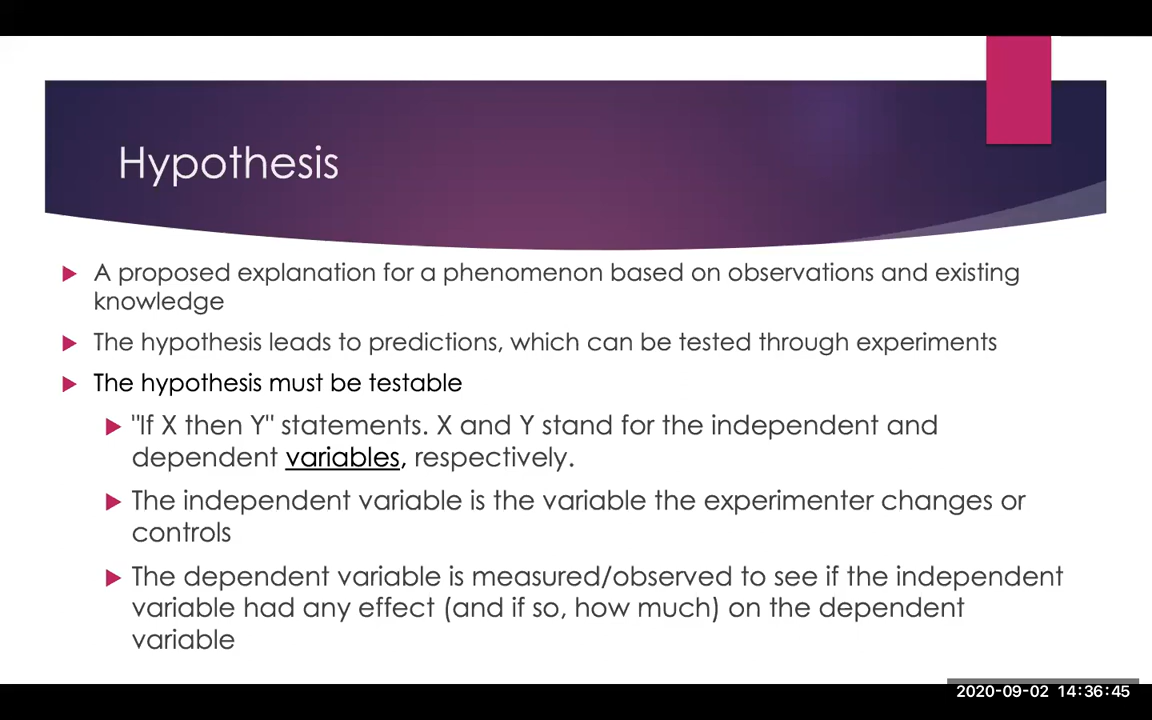 Hypothesis
A proposed explanation for a phenomenon based on observations and existing
knowledge
The hypothesis leads to predictions, which can be tested through experiments
The hypothesis must be testable
"If X then Y" statements. X and Y stand for the independent and
dependent variables, respectively.
The independent variable is the variable the experimenter changes or
controls
The dependent variable is measured/observed to see if the independent
variable had any effect (and if so, how much) on the dependent
variable
2020-09-02 14:36:45